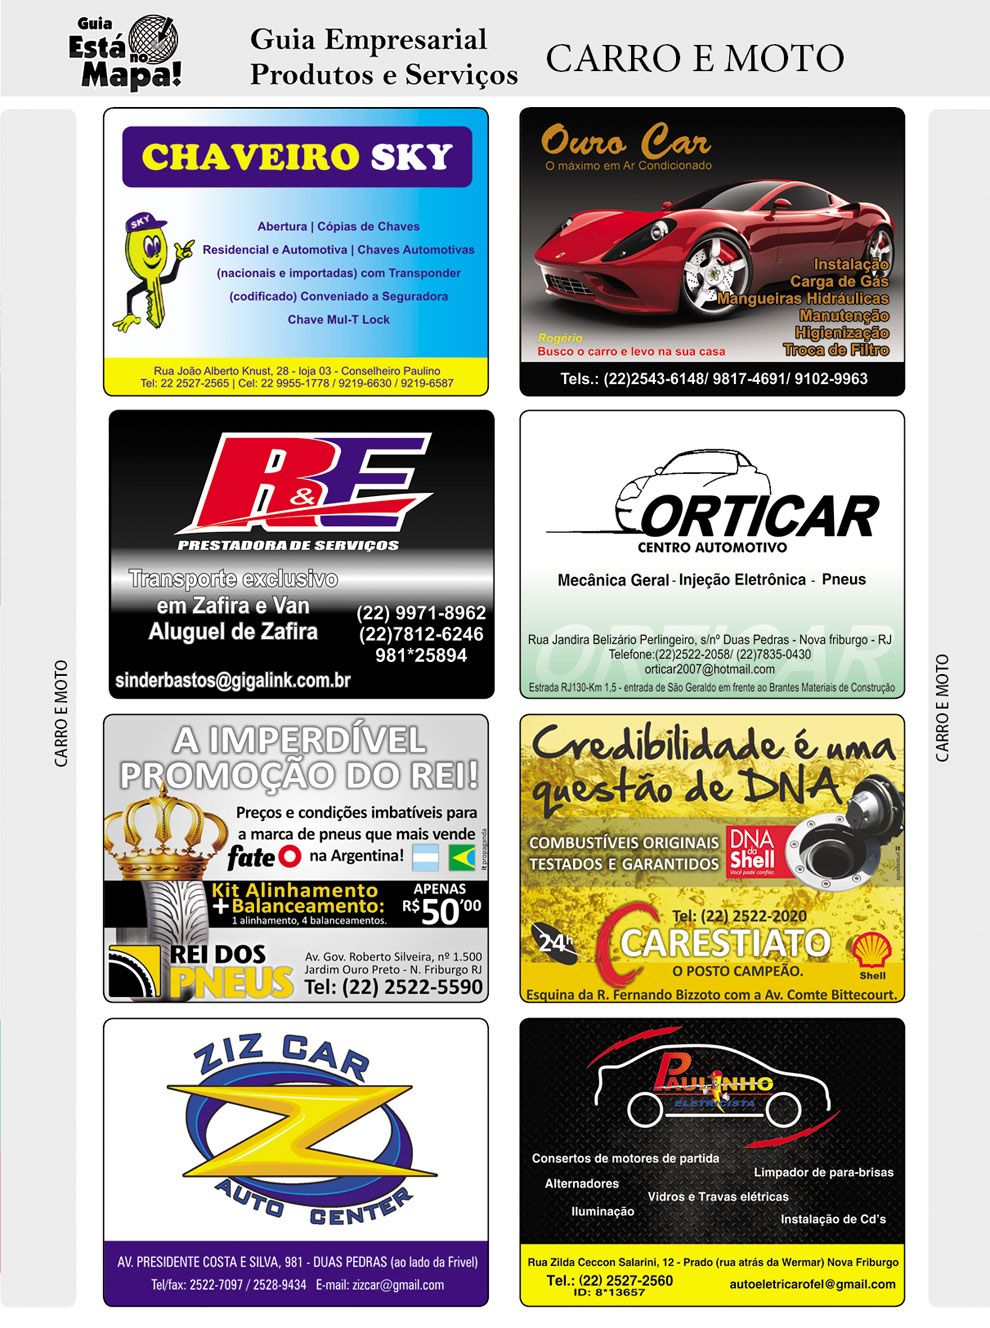 Guia
Está
no
Mapa!
Guia Empresarial
Produtos e Serviços
CARRO E MOTO
CARRO E MOTO
CARRO E MOTO
CHAVEIRO SKY
SKY
Abertura | Cópias de Chaves
Residencial e Automotiva | Chaves Automotivas
(nacionais e importadas) com Transponder
(codificado) Conveniado a Seguradora
Chave Mul-T Lock
Rua João Alberto Knust, 28 - loja 03 - Conselheiro Paulino
Tel: 22 2527-2565 | Cel: 22 9955-1778 / 9219-6630 / 9219-6587
Ouro Car
O máximo em Ar Condicionado
Instalação
Carga de Gás
Mangueiras Hidráulicas
Manutenção
Higienização
Troca de Filtro
Rogério
Busco o carro e levo na sua casa
Tels.: (22)2543-6148/ 9817-4691/ 9102-9963
R&E
PRESTADORA DE SERVIÇOS
Transporte exclusivo
em Zafira e Van
Aluguel de Zafira
(22) 9971-8962
(22)7812-6246
981*25894
sinderbastos@gigalink.com.br
ORTICAR
CENTRO AUTOMOTIVO
Mecânica Geral - Injeção Eletrônica - Pneus
ORTICAR
Rua Jandira Belizário Perlingeiro, s/nº Duas Pedras - Nova friburgo - RJ
Telefone:(22)2522-2058/ (22)7835-0430
orticar2007@hotmail.com
Estrada RJ130-Km 1,5 - entrada de São Geraldo em frente ao Brantes Materiais de Construção
A IMPERDÍVEL
PROMOÇÃO DO REI!
Preços e condições imbatíveis para
a marca de pneus que mais vende
fate na Argentina!
it propaganda
Kit Alinhamento
+Balanceamento:
1 alinhamento, 4 balanceamentos.
APENAS
R$ 50'00
REI DOS
PNEUS
Av. Gov. Roberto Silveira, nº 1.500
Jardim Ouro Preto - N. Friburgo RJ
Tel: (22) 2522-5590
Credibilidade é uma
questão de DNA
COMBUSTÍVEIS ORIGINAIS
TESTADOS E GARANTIDOS
DNA
da
Shell
Você pode confiar.
Tel: (22) 2522-2020
24h
CARESTIATO
O POSTO CAMPEÃO.
Shell
Esquina da R. Fernando Bizzoto com a Av. Comte Bittecourt.
ZIZ CAR
Z
AUTO CENTER
AV. PRESIDENTE COSTA E SILVA, 981 - DUAS PEDRAS (ao lado da Frivel)
Tel/fax: 2522-7097 / 2528-9434 E-mail: zizcar@gmail.com
PAULINHO
ELETRICISTA
Consertos de motores de partida
Limpador de para-brisas
Alternadores
Vidros e Travas elétricas
Iluminação
Instalação de Cd's
Rua Zilda Ceccon Salarini, 12 - Prado (rua atrás da Wermar) Nova Friburgo
Tel.: (22) 2527-2560
ID: 8*13657
autoeletricarofel@gmail.com